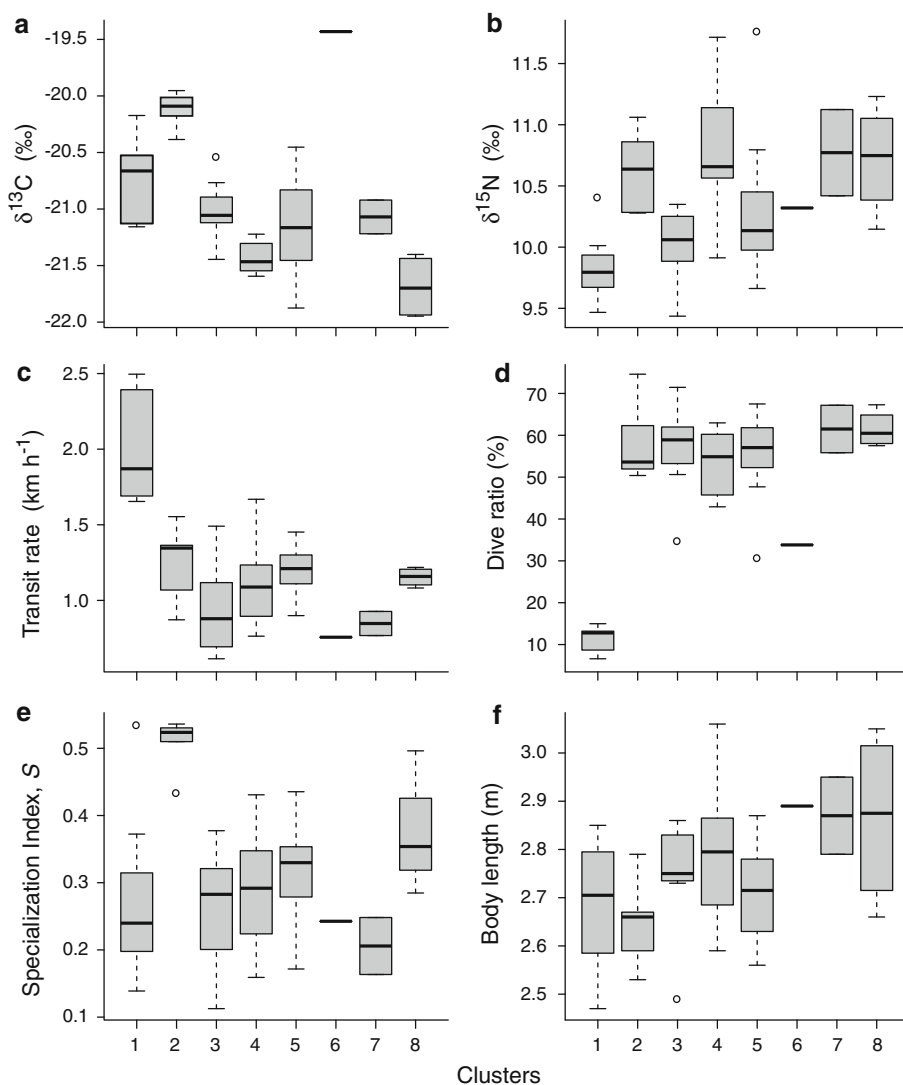 a
-19.5
-20.0
-20.5
-21.0
-21.5
-22.0
δ13C (‰)
b
11.5
11.0
10.5
10.0
9.5
δ15N (‰)
c
2.5
2.0
1.5
1.0
Transit rate (km h-1)
d
70
60
50
40
30
20
10
Dive ratio (%)
e
0.5
0.4
0.3
0.2
0.1
Specialization Index, S
1 2 3 4 5 6 7 8
f
3.0
2.9
2.8
2.7
2.6
2.5
Body length (m)
1 2 3 4 5 6 7 8
Clusters